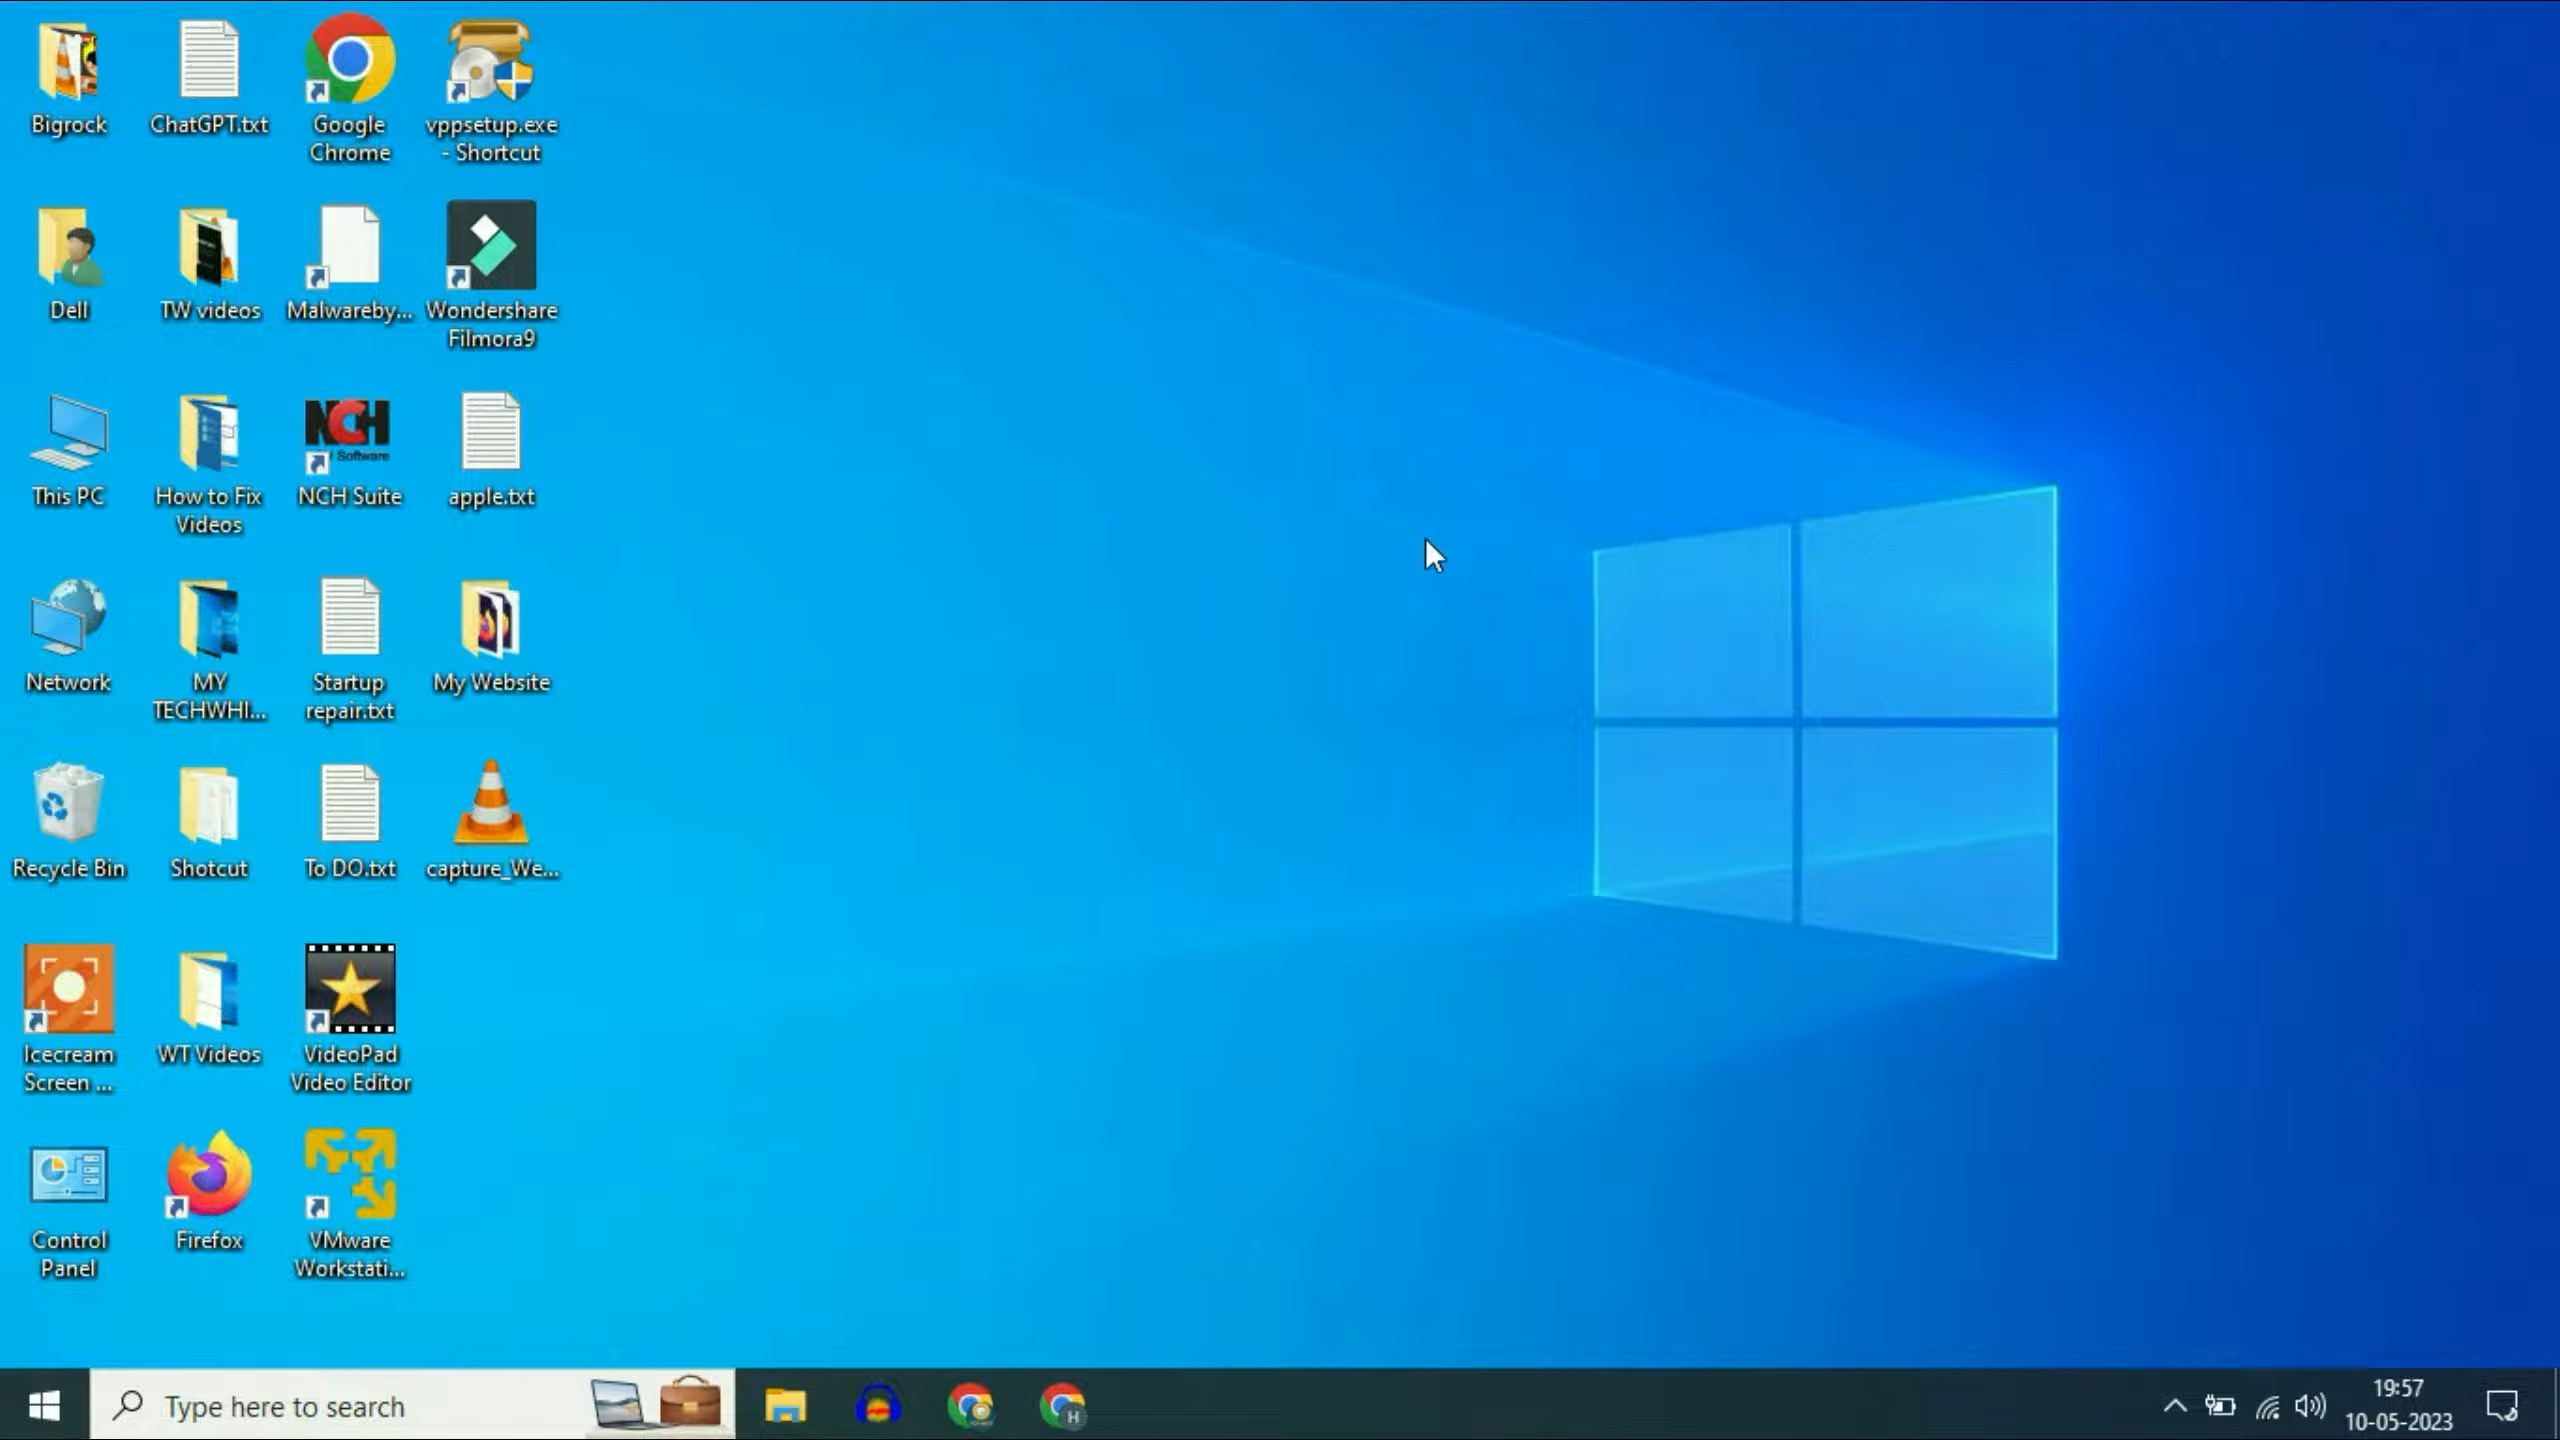 Bigrock
ChatGPT.txt
Google
Chrome
vppsetup.exe
- Shortcut
Dell
TW videos
Malwareby...
Wondershare
Filmora9
This PC
How to Fix
Videos
NCH
Software
NCH Suite
apple.txt
Network
MY
TECHWHI...
Startup
repair.txt
My Website
Recycle Bin
Shotcut
To DO.txt
capture_We...
Icecream
Screen ...
WT Videos
VideoPad
Video Editor
Control
Panel
Firefox
VMware
Workstati...
Type here to search
H
19:57
10-05-2023